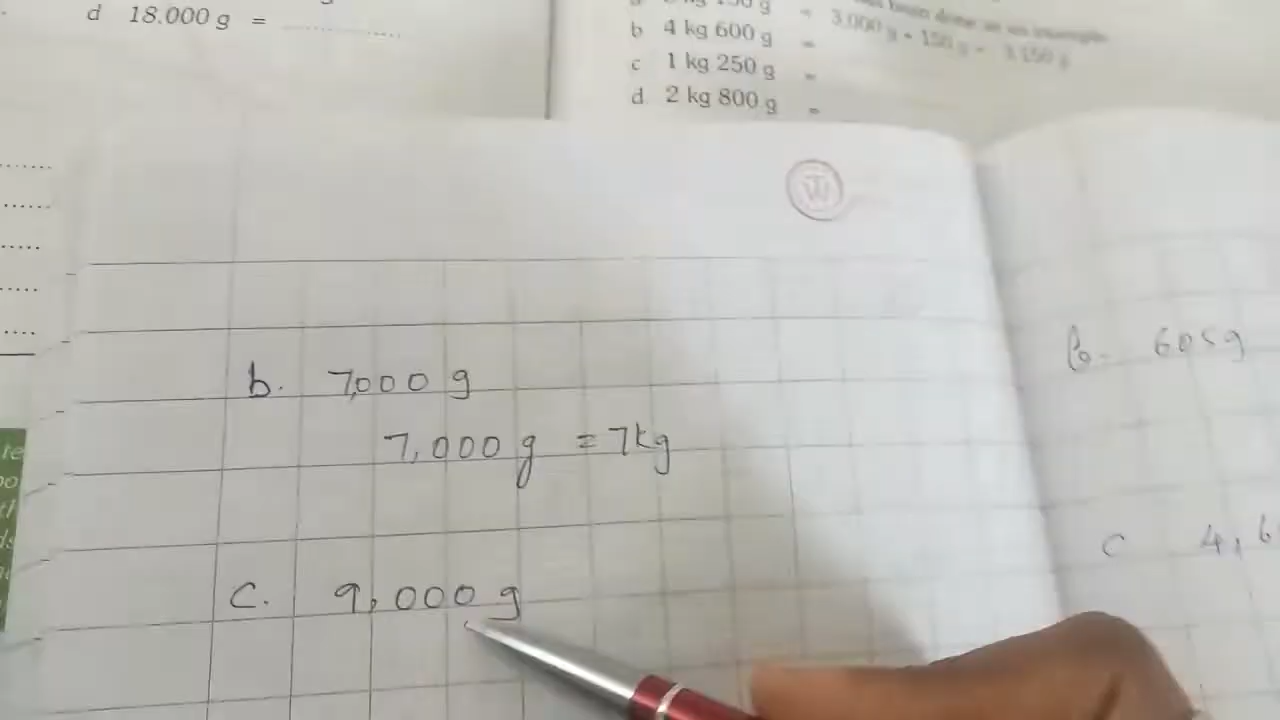 d 18.000 g = ..............
= 3,000 g + 150 g = 3,150 g
b 4 kg 600 g =
c 1 kg 250 g =
d 2 kg 800 g =
b. 7,000 g
7,000 g = 7kg
c. 9,000 g
605g
c 4,6